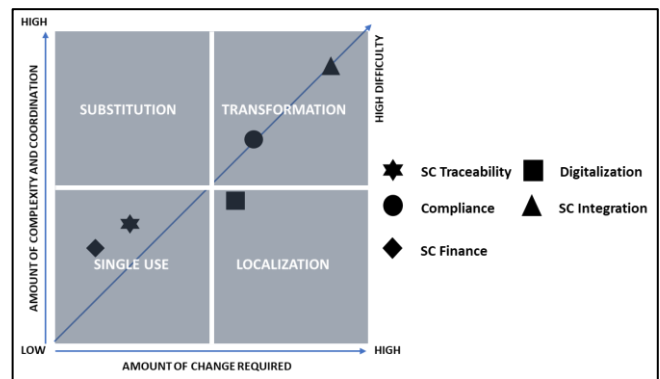 HIGH
AMOUNT OF COMPLEXITY AND COORDINATION
SUBSTITUTION
TRANSFORMATION
HIGH DIFFICULTY
SINGLE USE
LOCALIZATION
LOW
HIGH
AMOUNT OF CHANGE REQUIRED
SC Traceability
Digitalization
Compliance
SC Integration
SC Finance